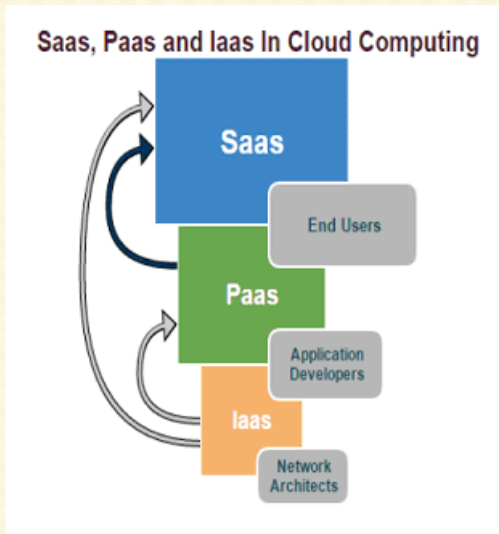 Saas, Paas and Iaas In Cloud Computing
Saas
End Users
Paas
Application
Developers
Iaas
Network
Architects